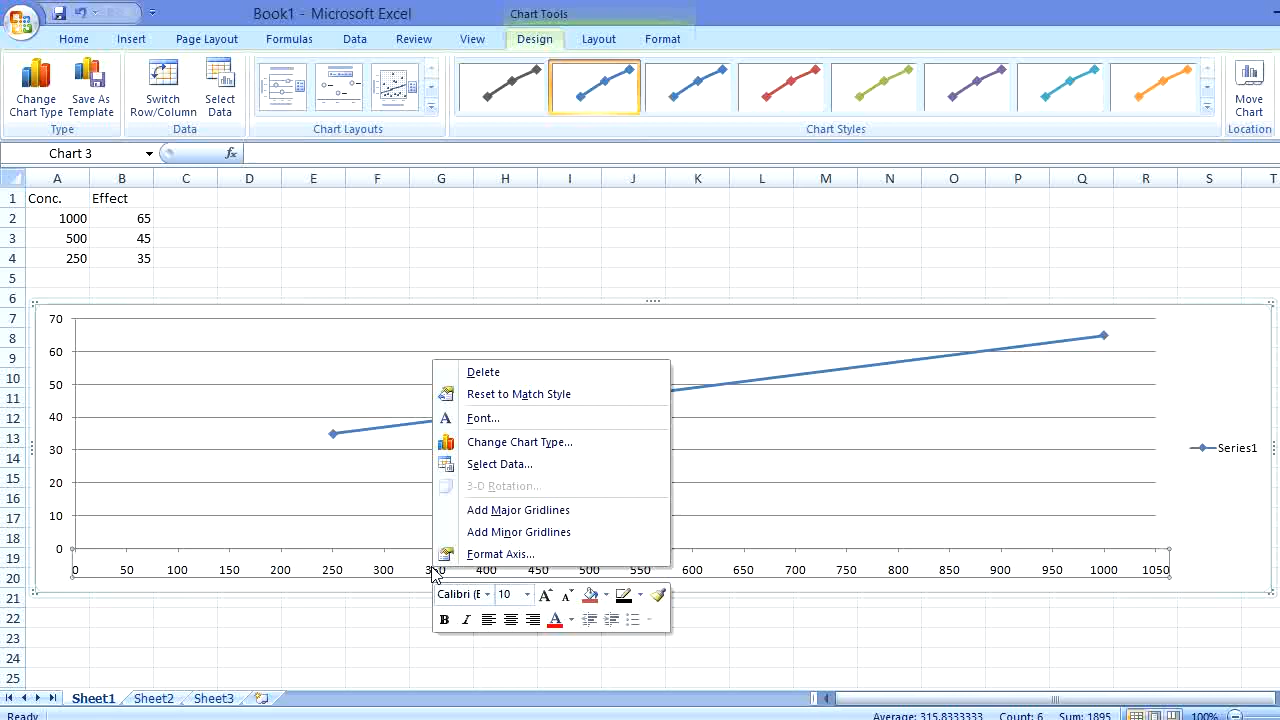 Book1 - Microsoft Excel
Chart Tools
Home Insert Page Layout Formulas Data Review View Design Layout Format
Change Chart Type
Save As Template
Switch Row/Column
Select Data
Move Chart
Type Data Chart Layouts Chart Styles Location
Chart 3 fx
A B C D E F G H I J K L M N O P Q R S T
1 Conc. Effect
2 1000 65
3 500 45
4 250 35
5
6
7
8
9
10
11
12
13
14
15
16
17
18
19
20
21
22
23
24
25
70
60
50
40
30
20
10
0
0 50 100 150 200 250 300 400 450 500 550 600 650 700 750 800 850 900 950 1000 1050
Series1
Delete
Reset to Match Style
Font...
Change Chart Type...
Select Data...
3-D Rotation...
Add Major Gridlines
Add Minor Gridlines
Format Axis...
Calibri (E 10 A A
B I A
Sheet1 Sheet2 Sheet3
Ready Average: 315.8333333 Count: 6 Sum: 1895 100%